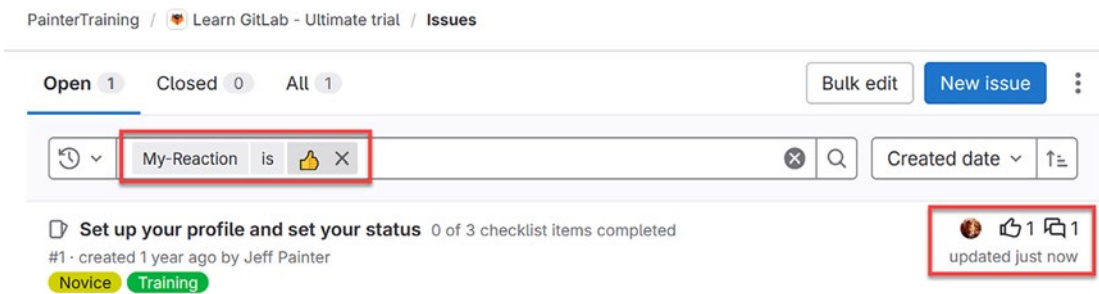 PainterTraining / Learn GitLab - Ultimate trial / Issues
Open 1 Closed 0 All 1 Bulk edit New issue
My-Reaction is 👍 Created date
Set up your profile and set your status 0 of 3 checklist items completed 1 1
#1 · created 1 year ago by Jeff Painter updated just now
Novice Training